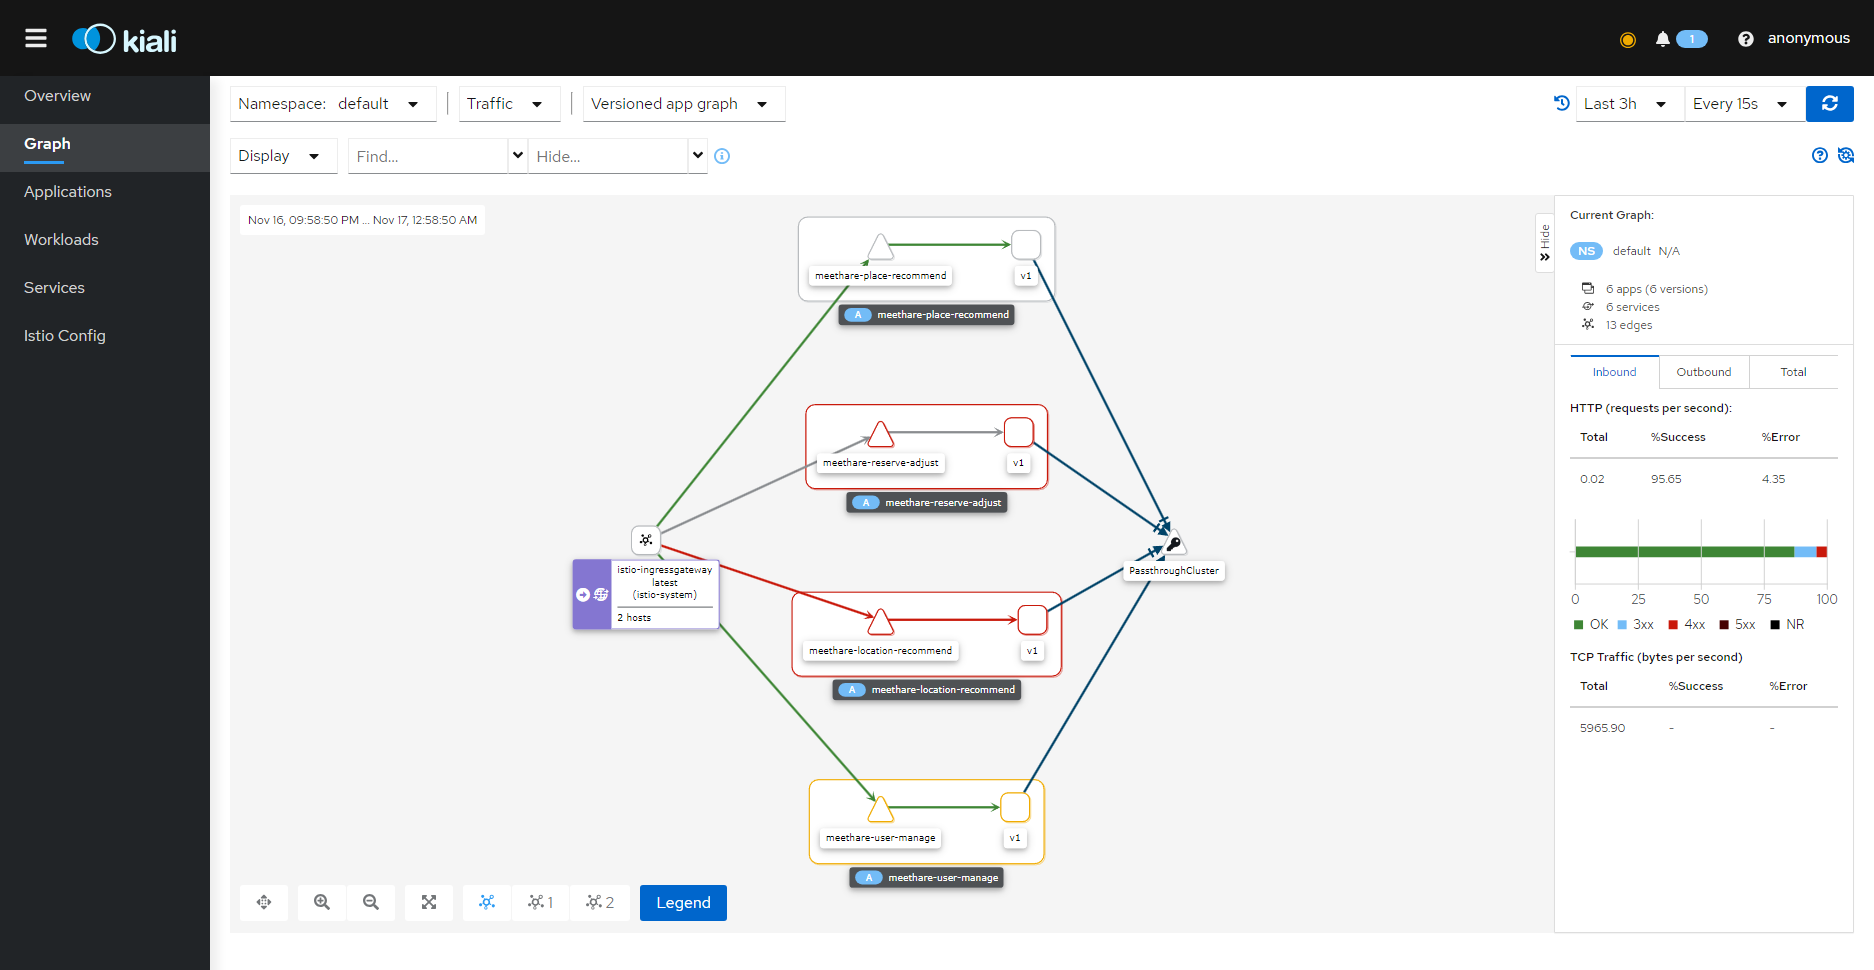 kiali
1
anonymous
Overview
Graph
Applications
Workloads
Services
Istio Config
Namespace: default
Traffic
Versioned app graph
Last 3h
Every 15s
Display
Find...
Hide...
Nov 16, 09:58:50 PM ... Nov 17, 12:58:50 AM
meethare-place-recommend
v1
A meethare-place-recommend
meethare-reserve-adjust
v1
A meethare-reserve-adjust
istio-ingressgateway
latest
(istio-system)
2 hosts
PassthroughCluster
meethare-location-recommend
v1
A meethare-location-recommend
meethare-user-manage
v1
A meethare-user-manage
1
2
Legend
Hide
Current Graph:
NS default N/A
6 apps (6 versions)
6 services
13 edges
Inbound Outbound Total
HTTP (requests per second):
Total %Success %Error
0.02 95.65 4.35
0 25 50 75 100
OK 3xx 4xx 5xx NR
TCP Traffic (bytes per second)
Total %Success %Error
5965.90 - -